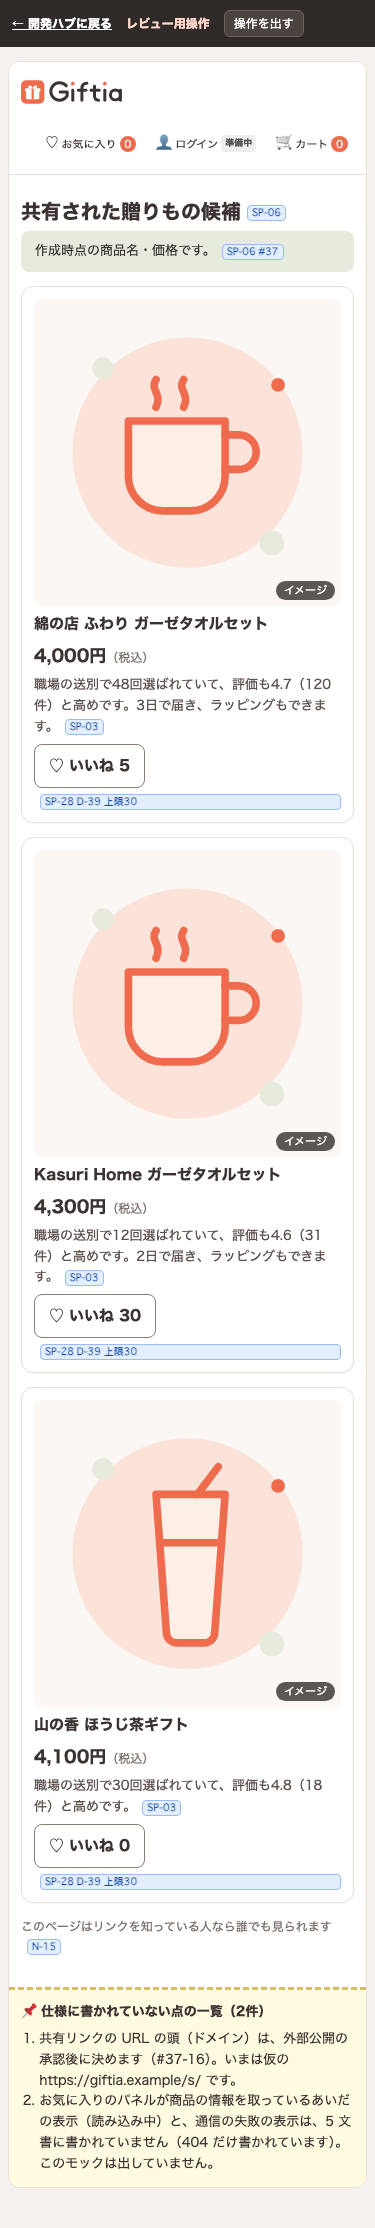 ← 開発ハブに戻る レビュー用操作 操作を出す
Giftia
♡ お気に入り 0 ログイン 準備中 カート 0
共有された贈りもの候補 SP-06
作成時点の商品名・価格です。 SP-06 #37
イメージ
綿の店 ふわり ガーゼタオルセット
4,000円（税込）
職場の送別で48回選ばれていて、評価も4.7（120
件）と高めです。3日で届き、ラッピングもできま
す。 SP-03
♡ いいね 5
SP-28 D-39 上限30
イメージ
Kasuri Home ガーゼタオルセット
4,300円（税込）
職場の送別で12回選ばれていて、評価も4.6（31
件）と高めです。2日で届き、ラッピングもできま
す。 SP-03
♡ いいね 30
SP-28 D-39 上限30
イメージ
山の香 ほうじ茶ギフト
4,100円（税込）
職場の送別で30回選ばれていて、評価も4.8（18
件）と高めです。 SP-03
♡ いいね 0
SP-28 D-39 上限30
このページはリンクを知っている人なら誰でも見られます
N-15
📌 仕様に書かれていない点の一覧（2件）
1. 共有リンクの URL の頭（ドメイン）は、外部公開の
承認後に決めます（#37-16）。いまは仮の
https://giftia.example/s/ です。
2. お気に入りのパネルが商品の情報を取っているあいだ
の表示（読み込み中）と、通信の失敗の表示は、5 文
書に書かれていません（404 だけ書かれています）。
このモックは出していません。